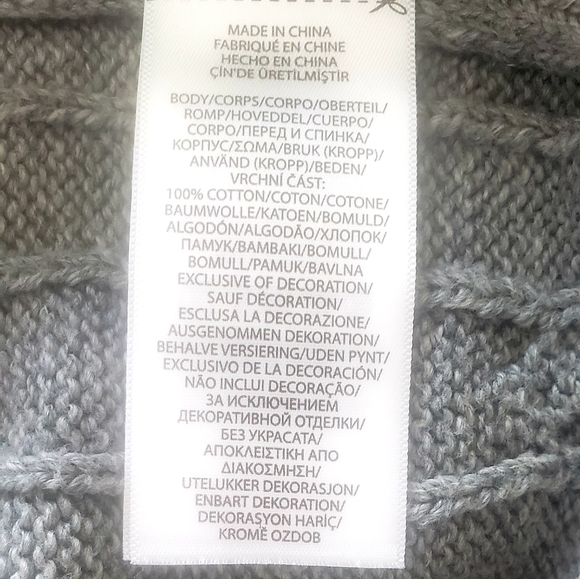 MADE IN CHINA
FABRIQUÉ EN CHINE
HECHO EN CHINA
ÇİN'DE ÜRETİLMİŞTİR
BODY/CORPS/CORPO/OBERTEIL/
ROMP/HOVEDDEL/CUERPO/
CORPO/ПЕРЕД И СПИНКА/
КОРПУС/ΣΩΜΑ/BRUK (KROPP)/
ANVÄND (KROPP)/BEDEN/
VRCHNÍ ČÁST:
100% COTTON/COTON/COTONE/
BAUMWOLLE/KATOEN/BOMULD/
ALGODÓN/ALGODÃO/ХЛОПОК/
ПАМУК/ΒΑΜΒΑΚΙ/BOMULL/
BOMULL/PAMUK/BAVLNA
EXCLUSIVE OF DECORATION/
SAUF DÉCORATION/
ESCLUSA LA DECORAZIONE/
AUSGENOMMEN DEKORATION/
BEHALVE VERSIERING/UDEN PYNT/
EXCLUSIVO DE LA DECORACIÓN/
NÃO INCLUI DECORAÇÃO/
ЗА ИСКЛЮЧЕНИЕМ
ДЕКОРАТИВНОЙ ОТДЕЛКИ/
БЕЗ УКРАСАТА/
ΑΠΟΚΛΕΙΣΤΙΚΗ ΑΠΟ
ΔΙΑΚΟΣΜΗΣΗ/
UTELUKKER DEKORASJON/
ENBART DEKORATION/
DEKORASYON HARİÇ/
KROMĚ OZDOB